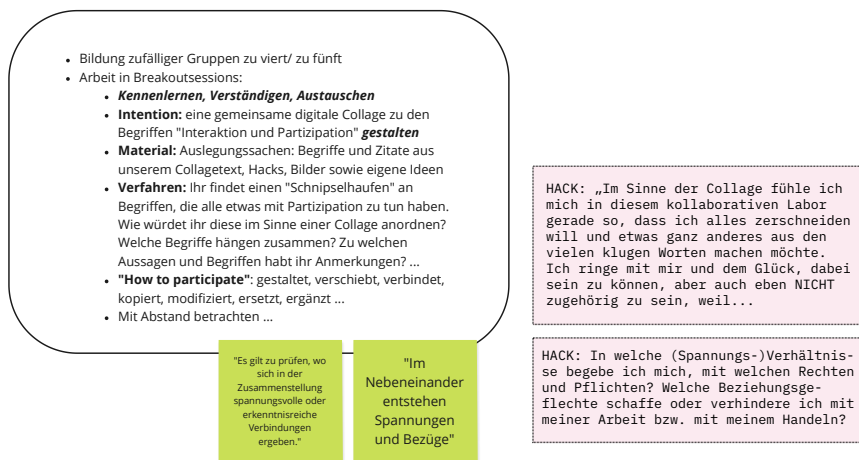 Bildung zufälliger Gruppen zu viert/ zu fünft
Arbeit in Breakoutsessions:
Kennenlernen, Verständigen, Austauschen
Intention: eine gemeinsame digitale Collage zu den
Begriffen "Interaktion und Partizipation" gestalten
Material: Auslegungssachen: Begriffe und Zitate aus
unserem Collagetext, Hacks, Bilder sowie eigene Ideen
Verfahren: Ihr findet einen "Schnipselhaufen" an
Begriffen, die alle etwas mit Partizipation zu tun haben.
Wie würdet ihr diese im Sinne einer Collage anordnen?
Welche Begriffe hängen zusammen? Zu welchen
Aussagen und Begriffen habt ihr Anmerkungen? ...
"How to participate": gestaltet, verschiebt, verbindet,
kopiert, modifiziert, ersetzt, ergänzt ...
Mit Abstand betrachten ...
"Es gilt zu prüfen, wo
sich in der
Zusammenstellung
spannungsvolle oder
erkenntnisreiche
Verbindungen
ergeben."
"Im
Nebeneinander
entstehen
Spannungen
und Bezüge"
HACK: „Im Sinne der Collage fühle ich
mich in diesem kollaborativen Labor
gerade so, dass ich alles zerschneiden
will und etwas ganz anderes aus den
vielen klugen Worten machen möchte.
Ich ringe mit mir und dem Glück, dabei
sein zu können, aber auch eben NICHT
zugehörig zu sein, weil...
HACK: In welche (Spannungs-)Verhältnis-
se begebe ich mich, mit welchen Rechten
und Pflichten? Welche Beziehungsge-
flechte schaffe oder verhindere ich mit
meiner Arbeit bzw. mit meinem Handeln?